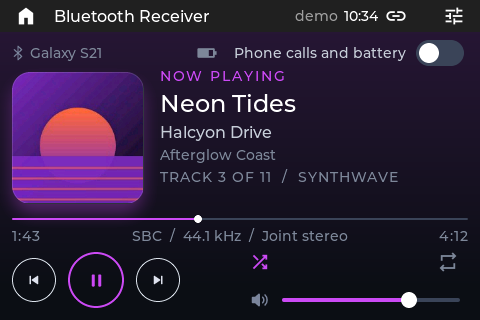 Bluetooth Receiver
demo 10:34
Galaxy S21
Phone calls and battery
NOW PLAYING
Neon Tides
Halcyon Drive
Afterglow Coast
TRACK 3 OF 11 / SYNTHWAVE
1:43
SBC / 44.1 kHz / Joint stereo
4:12